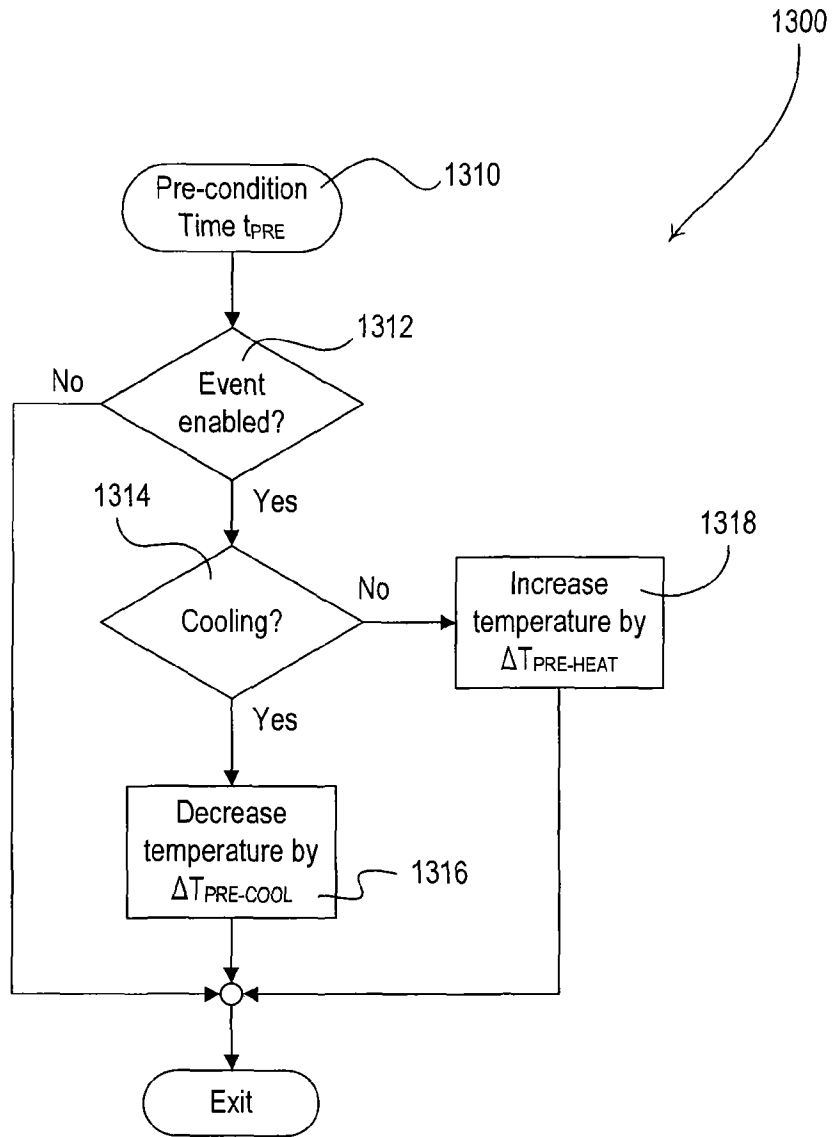 1300
Pre-condition
Time tPRE
1310
1312
Event
enabled?
No
Yes
1314
Cooling?
No
1318
Increase
temperature by
ΔTPRE-HEAT
Yes
Decrease
temperature by
ΔTPRE-COOL
1316
Exit